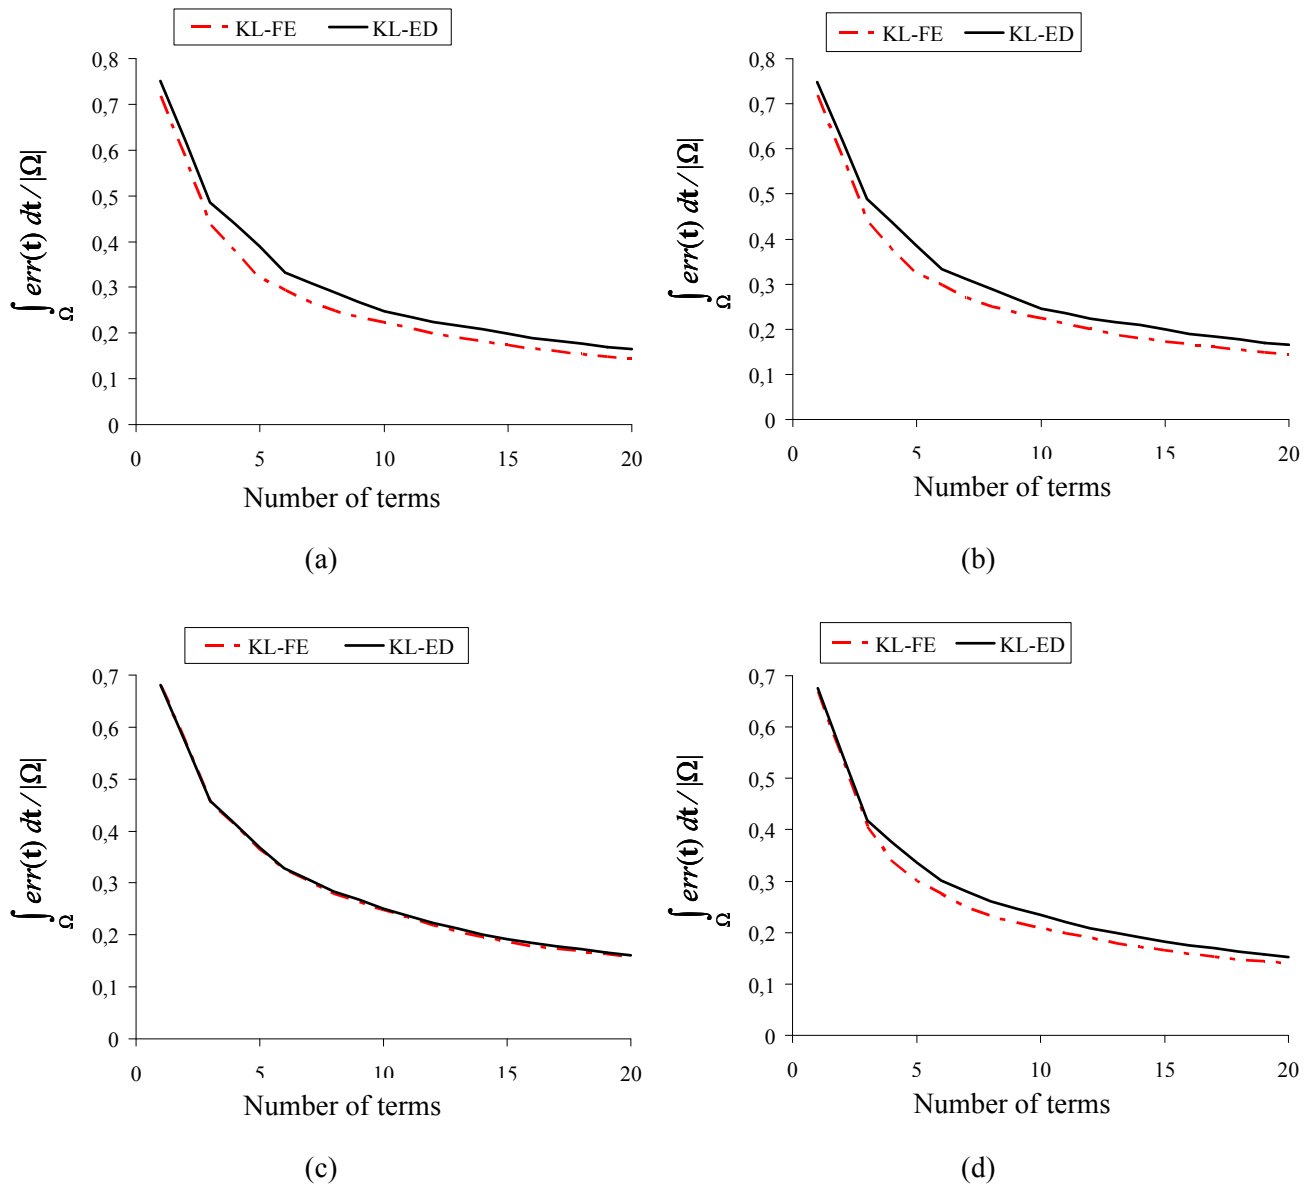 KL-FE KL-ED
0,8
0,7
0,6
0,5
0,4
0,3
0,2
0,1
0
∫Ω err(t) dt/|Ω|
0 5 10 15 20
Number of terms
(a)
KL-FE KL-ED
0,8
0,7
0,6
0,5
0,4
0,3
0,2
0,1
0
∫Ω err(t) dt/|Ω|
0 5 10 15 20
Number of terms
(b)
KL-FE KL-ED
0,7
0,6
0,5
0,4
0,3
0,2
0,1
0
∫Ω err(t) dt/|Ω|
0 5 10 15 20
Number of terms
(c)
KL-FE KL-ED
0,7
0,6
0,5
0,4
0,3
0,2
0,1
0
∫Ω err(t) dt/|Ω|
0 5 10 15 20
Number of terms
(d)